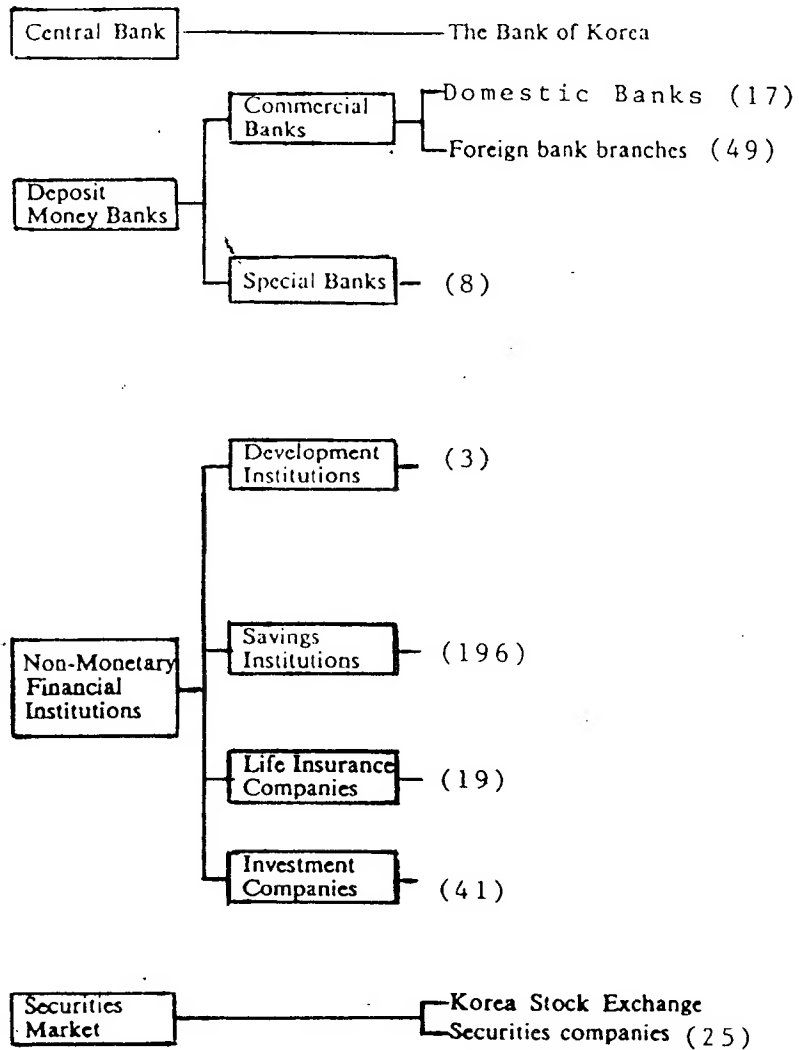 Central Bank
The Bank of Korea
Commercial
Banks
Domestic Banks (17)
Foreign bank branches (49)
Deposit
Money Banks
Special Banks
(8)
Development
Institutions
(3)
Savings
Institutions
(196)
Non-Monetary
Financial
Institutions
Life Insurance
Companies
(19)
Investment
Companies
(41)
Securities
Market
Korea Stock Exchange
Securities companies (25)